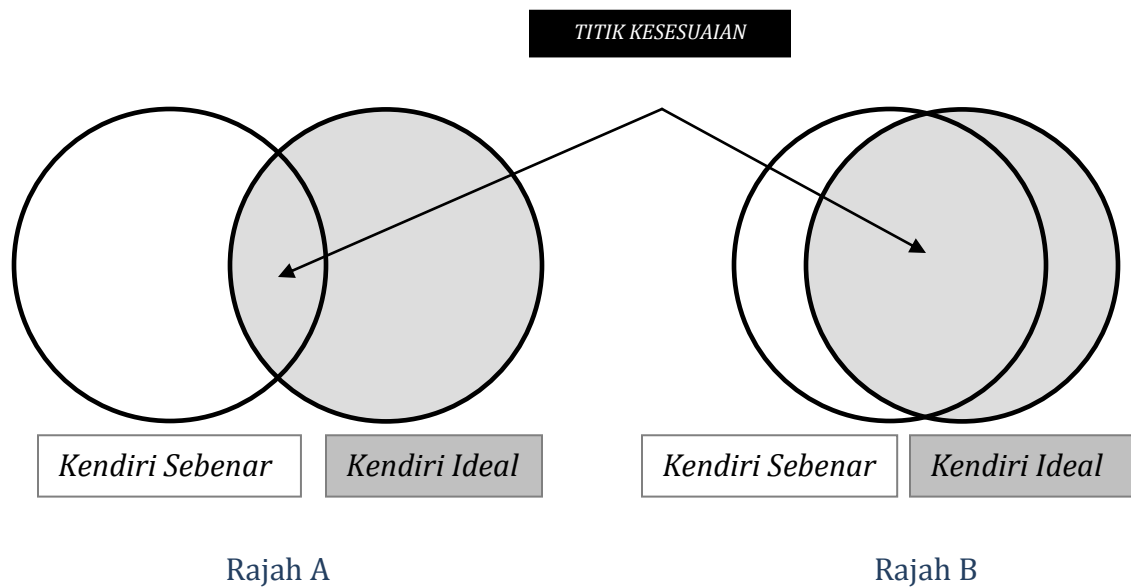 TITIK KESESUAIAN
Kendiri Sebenar
Kendiri Ideal
Kendiri Sebenar
Kendiri Ideal
Rajah A
Rajah B